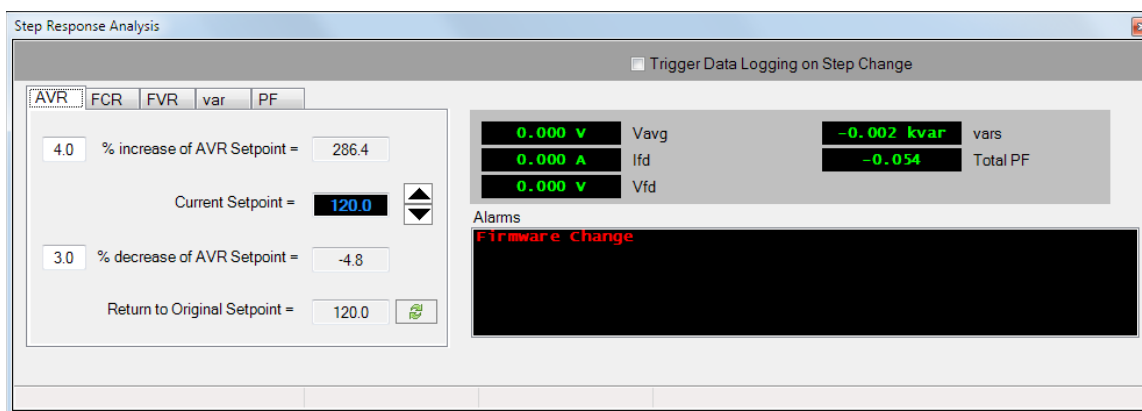 Step Response Analysis
Trigger Data Logging on Step Change
AVR FCR FVR var PF
4.0 % increase of AVR Setpoint = 286.4
Current Setpoint = 120.0
3.0 % decrease of AVR Setpoint = -4.8
Return to Original Setpoint = 120.0
0.000 V Vavg -0.002 kvar vars
0.000 A Ifd -0.054 Total PF
0.000 V Vfd
Alarms
Firmware Change